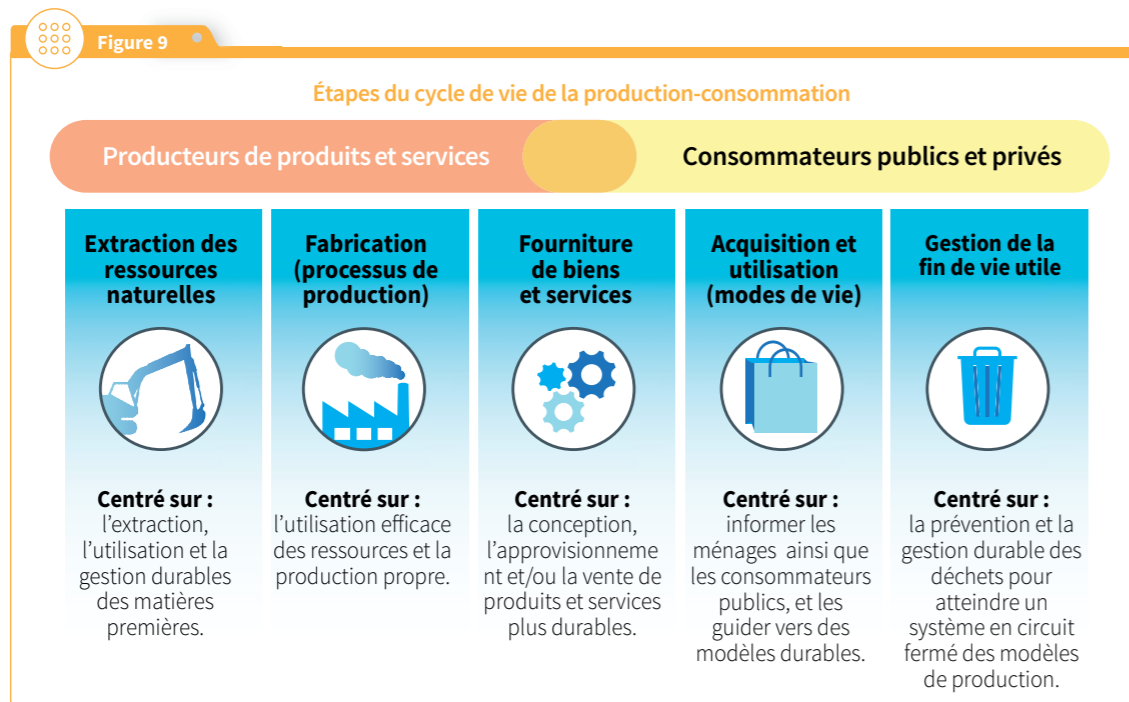 Figure 9
Étapes du cycle de vie de la production-consommation
Producteurs de produits et services
Consommateurs publics et privés
Extraction des
ressources
naturelles
Centré sur :
l’extraction,
l’utilisation et la
gestion durables
des matières
premières.
Fabrication
(processus de
production)
Centré sur :
l’utilisation efficace
des ressources et la
production propre.
Fourniture
de biens
et services
Centré sur :
la conception,
l’approvisionneme
nt et/ou la vente de
produits et services
plus durables.
Acquisition et
utilisation
(modes de vie)
Centré sur :
informer les
ménages ainsi que
les consommateurs
publics, et les
guider vers des
modèles durables.
Gestion de la
fin de vie utile
Centré sur :
la prévention et la
gestion durable des
déchets pour
atteindre un
système en circuit
fermé des modèles
de production.